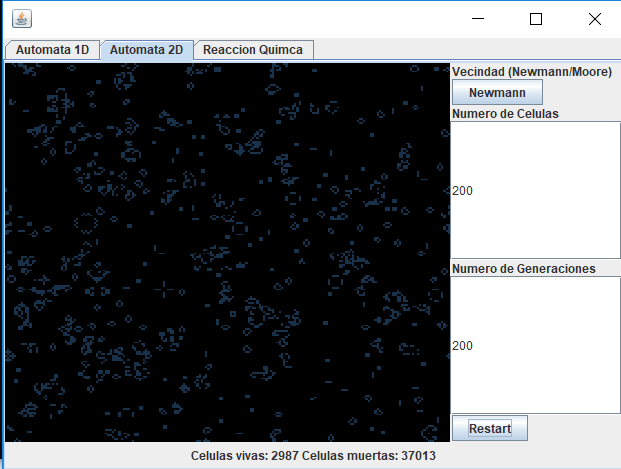 Automata 1D Automata 2D Reaccion Quimca
Vecindad (Newmann/Moore)
Newmann
Numero de Celulas
200
Numero de Generaciones
200
Restart
Celulas vivas: 2987 Celulas muertas: 37013